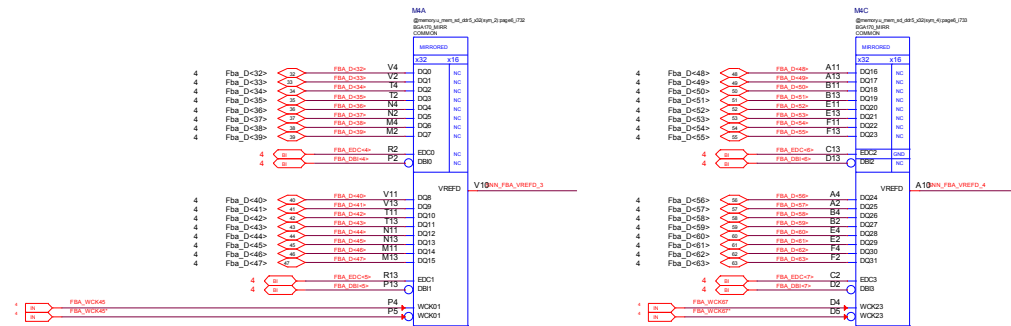 M4A
@memory.u_mem_sd_ddr5_x32(sym_2):page6_I732
BGA170_MIRR
COMMON
MIRRORED
x32 x16
4 Fba_D<32> 32 FBA_D<32> V4 DQ0 NC
4 Fba_D<33> 33 FBA_D<33> V2 DQ1 NC
4 Fba_D<34> 34 FBA_D<34> T4 DQ2 NC
4 Fba_D<35> 35 FBA_D<35> T2 DQ3 NC
4 Fba_D<36> 36 FBA_D<36> N4 DQ4 NC
4 Fba_D<37> 37 FBA_D<37> N2 DQ5 NC
4 Fba_D<38> 38 FBA_D<38> M4 DQ6 NC
4 Fba_D<39> 39 FBA_D<39> M2 DQ7 NC
4 BI FBA_EDC<4> R2 EDC0
4 BI FBA_DBI<4> P2 DBI0 NC
VREFD V10 NN_FBA_VREFD_3
4 Fba_D<40> 40 FBA_D<40> V11 DQ8
4 Fba_D<41> 41 FBA_D<41> V13 DQ9
4 Fba_D<42> 42 FBA_D<42> T11 DQ10
4 Fba_D<43> 43 FBA_D<43> T13 DQ11
4 Fba_D<44> 44 FBA_D<44> N11 DQ12
4 Fba_D<45> 45 FBA_D<45> N13 DQ13
4 Fba_D<46> 46 FBA_D<46> M11 DQ14
4 Fba_D<47> 47 FBA_D<47> M13 DQ15
4 BI FBA_EDC<5> R13 EDC1
4 BI FBA_DBI<5> P13 DBI1
4 IN FBA_WCK45 P4 WCK01
4 IN FBA_WCK45* P5 WCK01
M4C
@memory.u_mem_sd_ddr5_x32(sym_4):page6_I733
BGA170_MIRR
COMMON
MIRRORED
x32 x16
4 Fba_D<48> 48 FBA_D<48> A11 DQ16 NC
4 Fba_D<49> 49 FBA_D<49> A13 DQ17 NC
4 Fba_D<50> 50 FBA_D<50> B11 DQ18 NC
4 Fba_D<51> 51 FBA_D<51> B13 DQ19 NC
4 Fba_D<52> 52 FBA_D<52> E11 DQ20 NC
4 Fba_D<53> 53 FBA_D<53> E13 DQ21 NC
4 Fba_D<54> 54 FBA_D<54> F11 DQ22 NC
4 Fba_D<55> 55 FBA_D<55> F13 DQ23 NC
4 BI FBA_EDC<6> C13 EDC2 GND
4 BI FBA_DBI<6> D13 DBI2 NC
VREFD A10 NN_FBA_VREFD_4
4 Fba_D<56> 56 FBA_D<56> A4 DQ24
4 Fba_D<57> 57 FBA_D<57> A2 DQ25
4 Fba_D<58> 58 FBA_D<58> B4 DQ26
4 Fba_D<59> 59 FBA_D<59> B2 DQ27
4 Fba_D<60> 60 FBA_D<60> E4 DQ28
4 Fba_D<61> 61 FBA_D<61> E2 DQ29
4 Fba_D<62> 62 FBA_D<62> F4 DQ30
4 Fba_D<63> 63 FBA_D<63> F2 DQ31
4 BI FBA_EDC<7> C2 EDC3
4 BI FBA_DBI<7> D2 DBI3
4 IN FBA_WCK67 D4 WCK23
4 IN FBA_WCK67* D5 WCK23